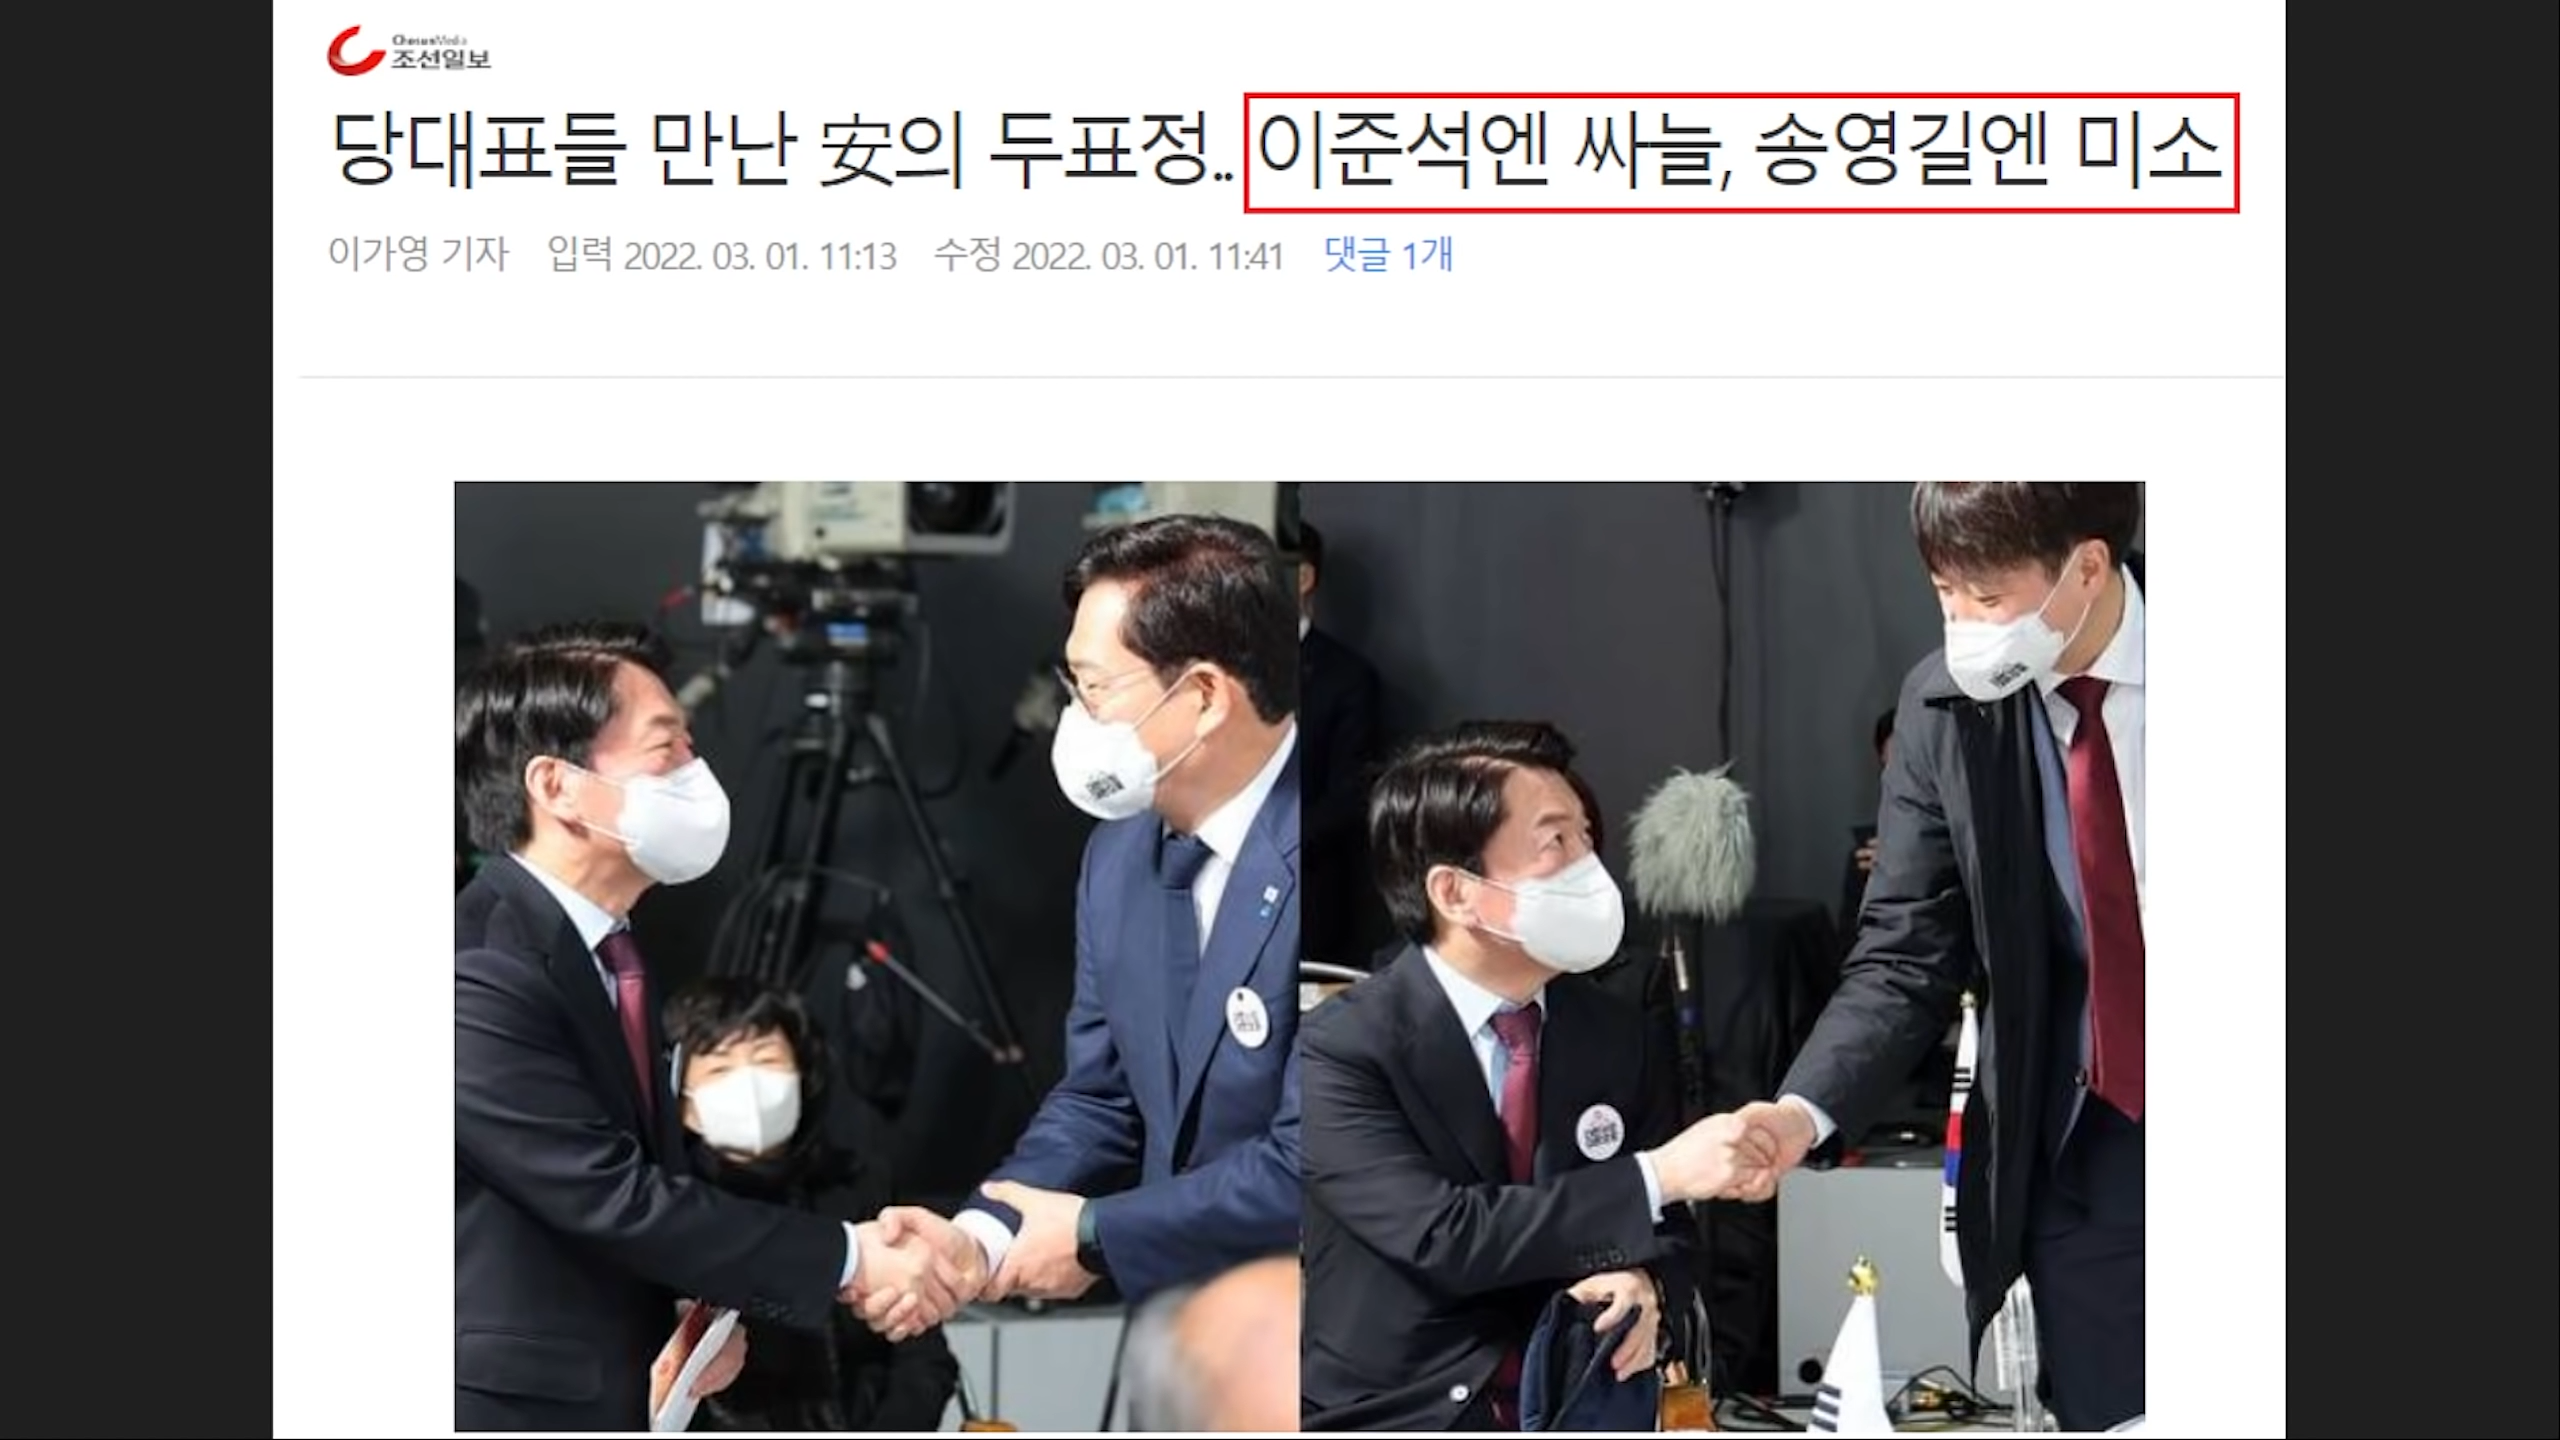 ChosunMedia
조선일보
당대표들 만난 安의 두표정.. 이준석엔 싸늘, 송영길엔 미소
이가영 기자 입력 2022. 03. 01. 11:13 수정 2022. 03. 01. 11:41 댓글 1개